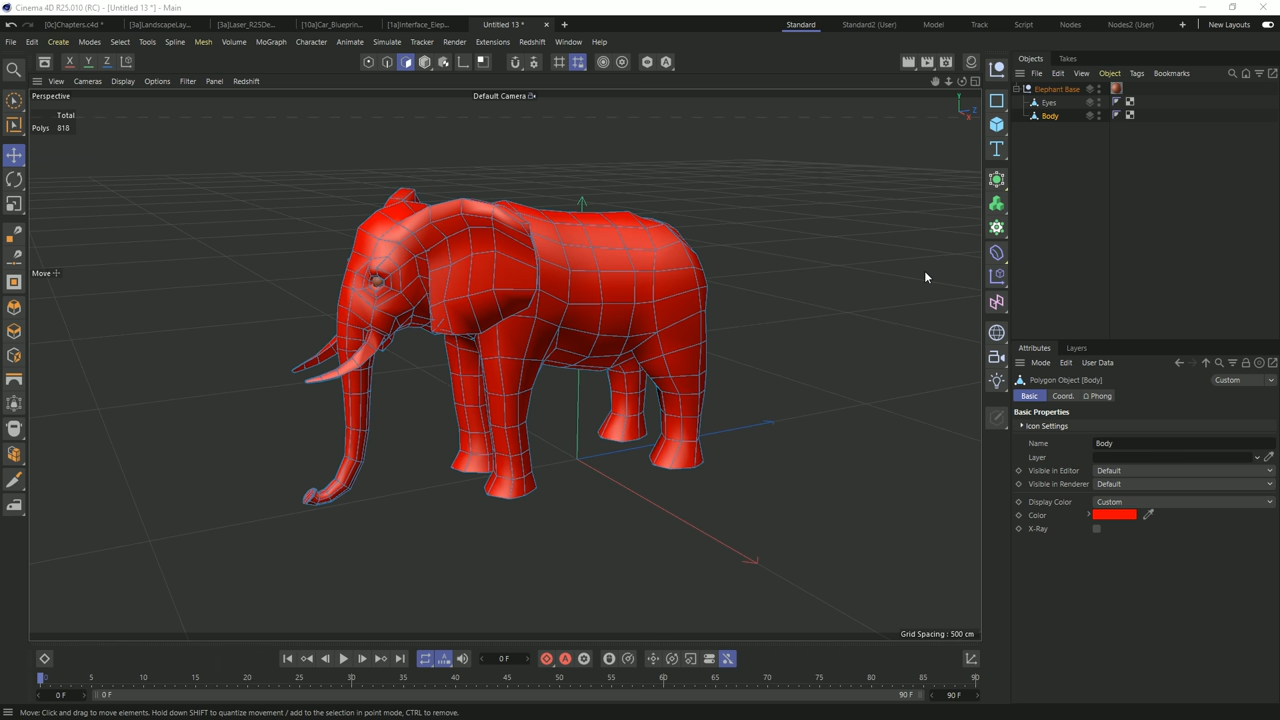 Cinema 4D R25.010 (RC) - [Untitled 13 *] - Main
[0c]Chapters.c4d *
[3a]LandscapeLay...
[3a]Laser_R25De...
[10a]Car_Blueprin...
[1a]Interface_Elep...
Untitled 13 *
Standard
Standard2 (User)
Model
Track
Script
Nodes
Nodes2 (User)
New Layouts
File Edit Create Modes Select Tools Spline Mesh Volume MoGraph Character Animate Simulate Tracker Render Extensions Redshift Window Help
X Y Z
Objects Takes
File Edit View Object Tags Bookmarks
View Cameras Display Options Filter Panel Redshift
Perspective
Default Camera
Elephant Base
Eyes
Body
Total
Polys 818
Y
Z
X
Move
Attributes Layers
Mode Edit User Data
Polygon Object [Body]
Custom
Basic Coord. Phong
Basic Properties
Icon Settings
Name Body
Layer
Visible in Editor Default
Visible in Renderer Default
Display Color Custom
Color
X-Ray
Grid Spacing : 500 cm
0 F
0 5 10 15 20 25 30 35 40 45 50 55 60 65 70 75 80 85 90
0 F
0 F
90 F
90 F
Move: Click and drag to move elements. Hold down SHIFT to quantize movement / add to the selection in point mode, CTRL to remove.